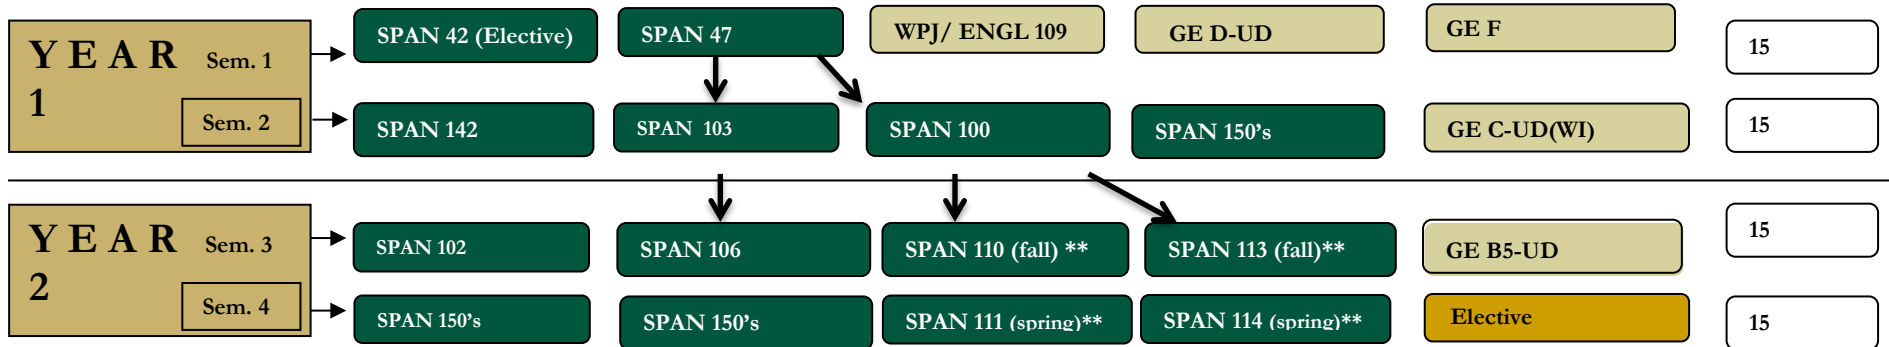 YEAR Sem. 1
1
SPAN 42 (Elective)
SPAN 47
WPJ/ ENGL 109
GE D-UD
GE F
15
Sem. 2
SPAN 142
SPAN  103
SPAN 100
SPAN 150’s
GE C-UD(WI)
15
YEAR Sem. 3
2
SPAN 102
SPAN 106
SPAN 110 (fall) **
SPAN 113 (fall)**
GE B5-UD
15
Sem. 4
SPAN 150’s
SPAN 150’s
SPAN 111 (spring)**
SPAN 114 (spring)**
Elective
15